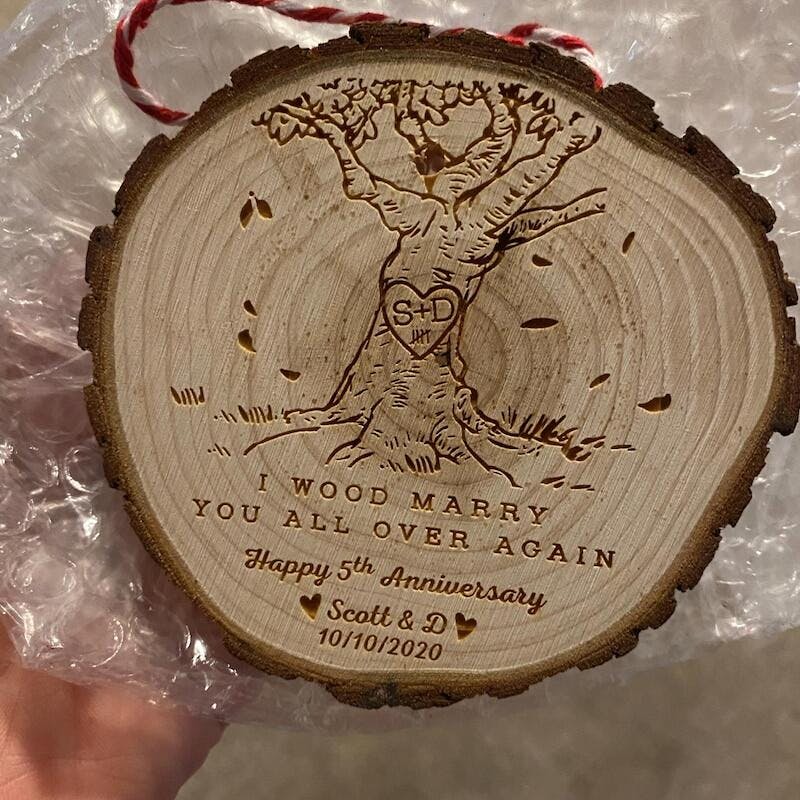 S+D
I WOOD MARRY
YOU ALL OVER AGAIN
Happy 5th Anniversary
Scott & D
10/10/2020